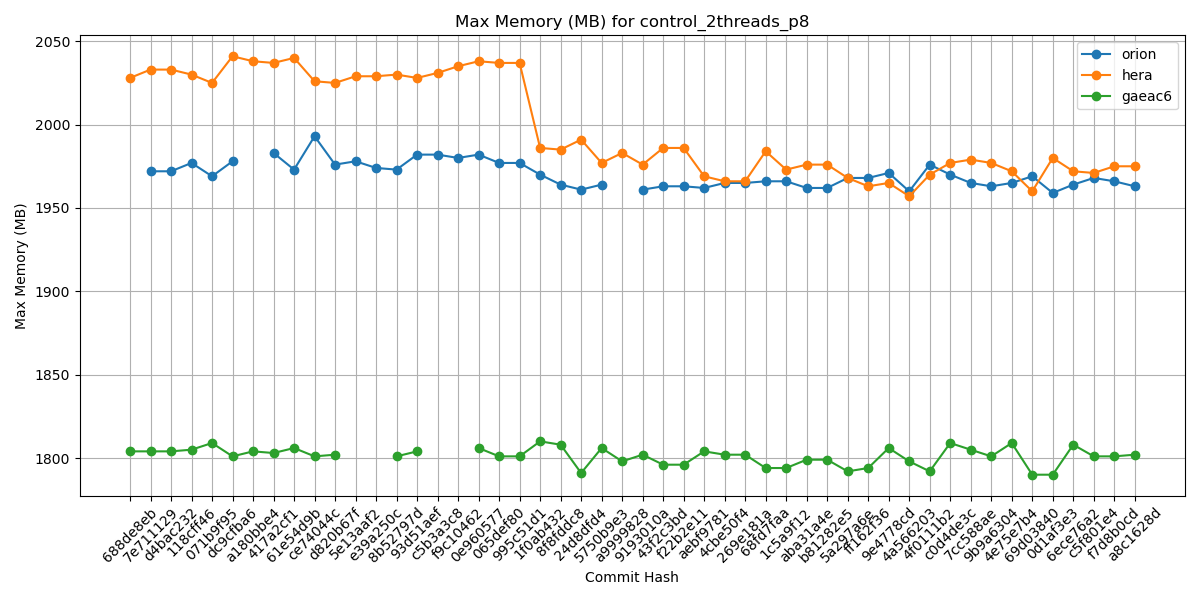 Max Memory (MB) for control_2threads_p8
2050
2000
1950
1900
1850
1800
Max Memory (MB)
orion
hera
gaeac6
688de8eb
7e711129
d4bac232
118cff46
071b9f95
dc9cfba6
a180bbe4
417a2cf1
61e54d9b
ce74044c
d820b67f
5e13aaf2
e39a250c
8b52797d
93d51aef
c5b3a3c8
f9c10462
0e960577
065def80
995c51d1
1f0ab432
8f8fddc8
24d8dfd4
5750b9e3
a9999828
9193010a
43f2c3bd
f22b2e11
aebf9781
4cbe50f4
269e181a
68fd7faa
1c5a9f12
aba31a4e
b81282e5
5a297a6e
ff162f36
9e4778cd
4a566203
4f0111b2
c0d4de3c
7cc588ae
9b9a6304
4e75e7b4
69d03840
0d1af3e3
6ece76a2
c5f801e4
f7d8b0cd
a8c1628d
Commit Hash